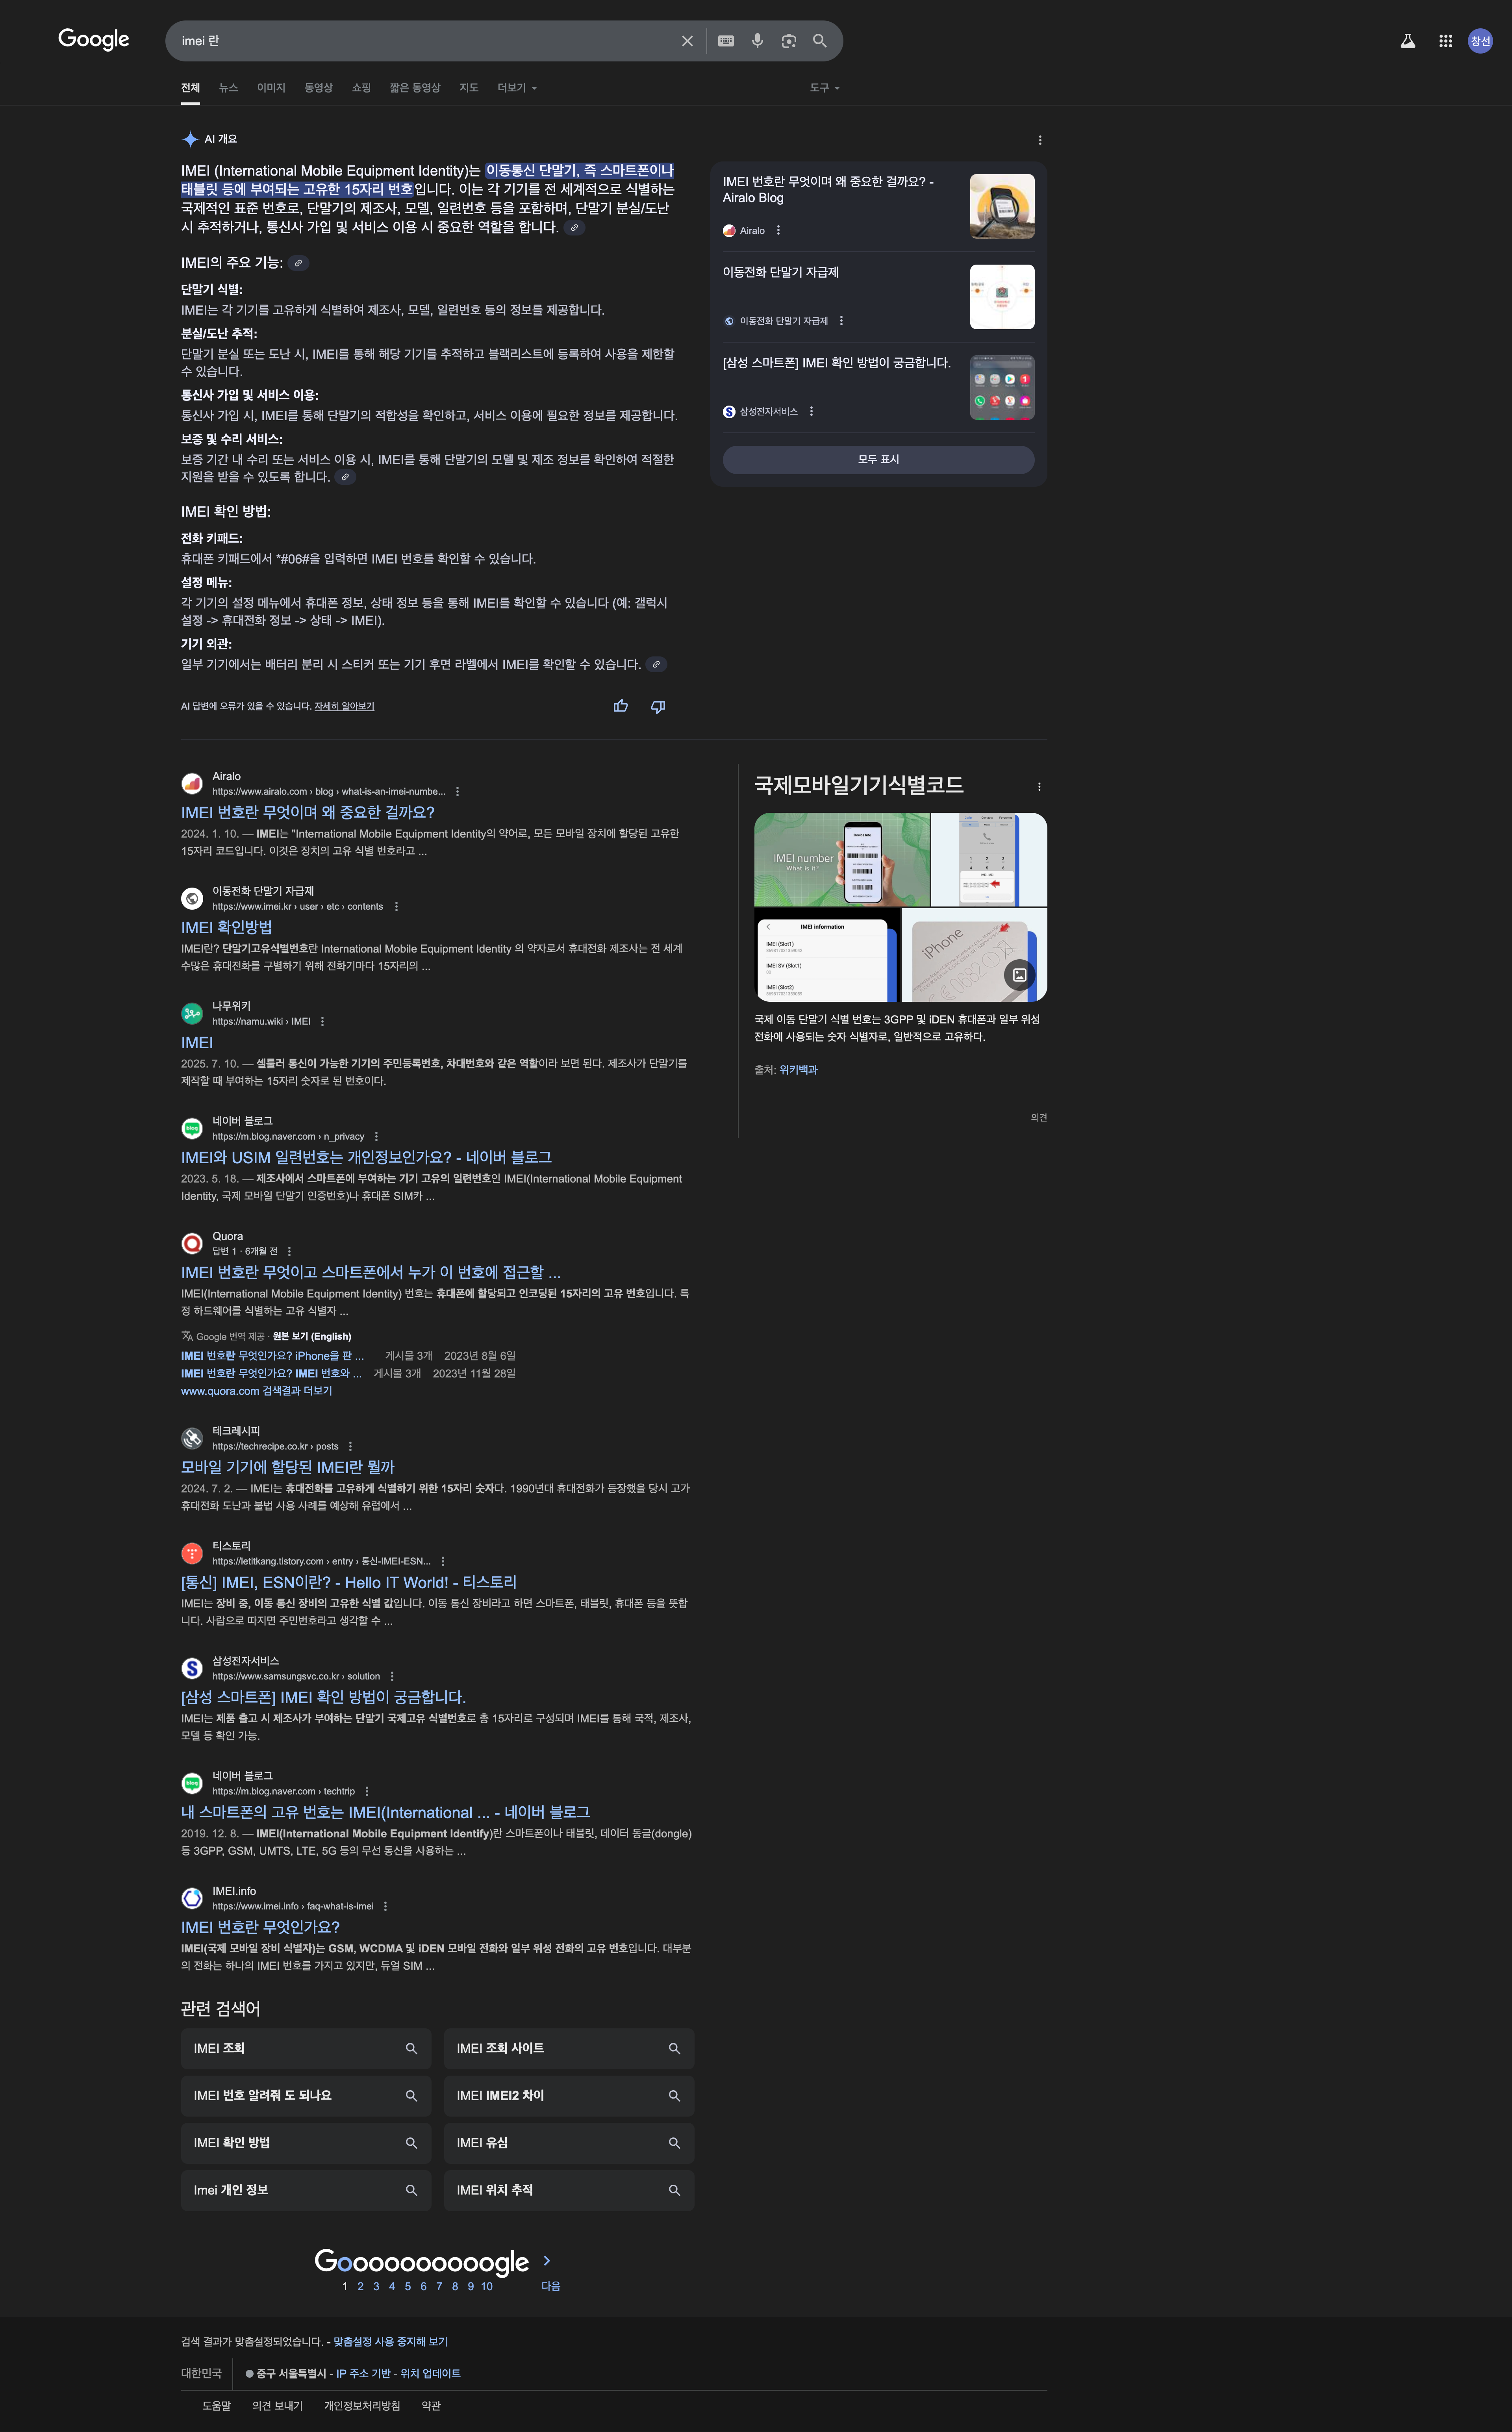 Google
imei 란
창선
전체 뉴스 이미지 동영상 쇼핑 짧은 동영상 지도 더보기 도구
AI 개요
IMEI (International Mobile Equipment Identity)는 이동통신 단말기, 즉 스마트폰이나
태블릿 등에 부여되는 고유한 15자리 번호입니다. 이는 각 기기를 전 세계적으로 식별하는
국제적인 표준 번호로, 단말기의 제조사, 모델, 일련번호 등을 포함하며, 단말기 분실/도난
시 추적하거나, 통신사 가입 및 서비스 이용 시 중요한 역할을 합니다.
IMEI의 주요 기능:
단말기 식별:
IMEI는 각 기기를 고유하게 식별하여 제조사, 모델, 일련번호 등의 정보를 제공합니다.
분실/도난 추적:
단말기 분실 또는 도난 시, IMEI를 통해 해당 기기를 추적하고 블랙리스트에 등록하여 사용을 제한할
수 있습니다.
통신사 가입 및 서비스 이용:
통신사 가입 시, IMEI를 통해 단말기의 적합성을 확인하고, 서비스 이용에 필요한 정보를 제공합니다.
보증 및 수리 서비스:
보증 기간 내 수리 또는 서비스 이용 시, IMEI를 통해 단말기의 모델 및 제조 정보를 확인하여 적절한
지원을 받을 수 있도록 합니다.
IMEI 확인 방법:
전화 키패드:
휴대폰 키패드에서 *#06#을 입력하면 IMEI 번호를 확인할 수 있습니다.
설정 메뉴:
각 기기의 설정 메뉴에서 휴대폰 정보, 상태 정보 등을 통해 IMEI를 확인할 수 있습니다 (예: 갤럭시
설정 -> 휴대전화 정보 -> 상태 -> IMEI).
기기 외관:
일부 기기에서는 배터리 분리 시 스티커 또는 기기 후면 라벨에서 IMEI를 확인할 수 있습니다.
AI 답변에 오류가 있을 수 있습니다. 자세히 알아보기
IMEI 번호란 무엇이며 왜 중요한 걸까요? -
Airalo Blog
Airalo
이동전화 단말기 자급제
이동전화 단말기 자급제
[삼성 스마트폰] IMEI 확인 방법이 궁금합니다.
삼성전자서비스
모두 표시
Airalo
https://www.airalo.com › blog › what-is-an-imei-numbe...
IMEI 번호란 무엇이며 왜 중요한 걸까요?
2024. 1. 10. — IMEI는 "International Mobile Equipment Identity의 약어로, 모든 모바일 장치에 할당된 고유한
15자리 코드입니다. 이것은 장치의 고유 식별 번호라고 ...
이동전화 단말기 자급제
https://www.imei.kr › user › etc › contents
IMEI 확인방법
IMEI란? 단말기고유식별번호란 International Mobile Equipment Identity 의 약자로서 휴대전화 제조사는 전 세계
수많은 휴대전화를 구별하기 위해 전화기마다 15자리의 ...
나무위키
https://namu.wiki › IMEI
IMEI
2025. 7. 10. — 셀룰러 통신이 가능한 기기의 주민등록번호, 차대번호와 같은 역할이라 보면 된다. 제조사가 단말기를
제작할 때 부여하는 15자리 숫자로 된 번호이다.
네이버 블로그
https://m.blog.naver.com › n_privacy
IMEI와 USIM 일련번호는 개인정보인가요? - 네이버 블로그
2023. 5. 18. — 제조사에서 스마트폰에 부여하는 기기 고유의 일련번호인 IMEI(International Mobile Equipment
Identity, 국제 모바일 단말기 인증번호)나 휴대폰 SIM카 ...
Quora
답변 1 · 6개월 전
IMEI 번호란 무엇이고 스마트폰에서 누가 이 번호에 접근할 ...
IMEI(International Mobile Equipment Identity) 번호는 휴대폰에 할당되고 인코딩된 15자리의 고유 번호입니다. 특
정 하드웨어를 식별하는 고유 식별자 ...
Google 번역 제공 · 원본 보기 (English)
IMEI 번호란 무엇인가요? iPhone을 판 ... 게시물 3개 2023년 8월 6일
IMEI 번호란 무엇인가요? IMEI 번호와 ... 게시물 3개 2023년 11월 28일
www.quora.com 검색결과 더보기
테크레시피
https://techrecipe.co.kr › posts
모바일 기기에 할당된 IMEI란 뭘까
2024. 7. 2. — IMEI는 휴대전화를 고유하게 식별하기 위한 15자리 숫자다. 1990년대 휴대전화가 등장했을 당시 고가
휴대전화 도난과 불법 사용 사례를 예상해 유럽에서 ...
티스토리
https://letitkang.tistory.com › entry › 통신-IMEI-ESN...
[통신] IMEI, ESN이란? - Hello IT World! - 티스토리
IMEI는 장비 중, 이동 통신 장비의 고유한 식별 값입니다. 이동 통신 장비라고 하면 스마트폰, 태블릿, 휴대폰 등을 뜻합
니다. 사람으로 따지면 주민번호라고 생각할 수 ...
삼성전자서비스
https://www.samsungsvc.co.kr › solution
[삼성 스마트폰] IMEI 확인 방법이 궁금합니다.
IMEI는 제품 출고 시 제조사가 부여하는 단말기 국제고유 식별번호로 총 15자리로 구성되며 IMEI를 통해 국적, 제조사,
모델 등 확인 가능.
네이버 블로그
https://m.blog.naver.com › techtrip
내 스마트폰의 고유 번호는 IMEI(International ... - 네이버 블로그
2019. 12. 8. — IMEI(International Mobile Equipment Identify)란 스마트폰이나 태블릿, 데이터 동글(dongle)
등 3GPP, GSM, UMTS, LTE, 5G 등의 무선 통신을 사용하는 ...
IMEI.info
https://www.imei.info › faq-what-is-imei
IMEI 번호란 무엇인가요?
IMEI(국제 모바일 장비 식별자)는 GSM, WCDMA 및 iDEN 모바일 전화와 일부 위성 전화의 고유 번호입니다. 대부분
의 전화는 하나의 IMEI 번호를 가지고 있지만, 듀얼 SIM ...
국제모바일기기식별코드
IMEI number
What is it?
Device Info
IMEI information
IMEI (Slot1)
IMEI SV (Slot1)
IMEI (Slot2)
iPhone
국제 이동 단말기 식별 번호는 3GPP 및 iDEN 휴대폰과 일부 위성
전화에 사용되는 숫자 식별자로, 일반적으로 고유하다.
출처: 위키백과
의견
관련 검색어
IMEI 조회
IMEI 조회 사이트
IMEI 번호 알려줘 도 되나요
IMEI IMEI2 차이
IMEI 확인 방법
IMEI 유심
Imei 개인 정보
IMEI 위치 추적
Goooooooooogle
1 2 3 4 5 6 7 8 9 10 다음
검색 결과가 맞춤설정되었습니다. - 맞춤설정 사용 중지해 보기
대한민국 중구 서울특별시 - IP 주소 기반 - 위치 업데이트
도움말 의견 보내기 개인정보처리방침 약관